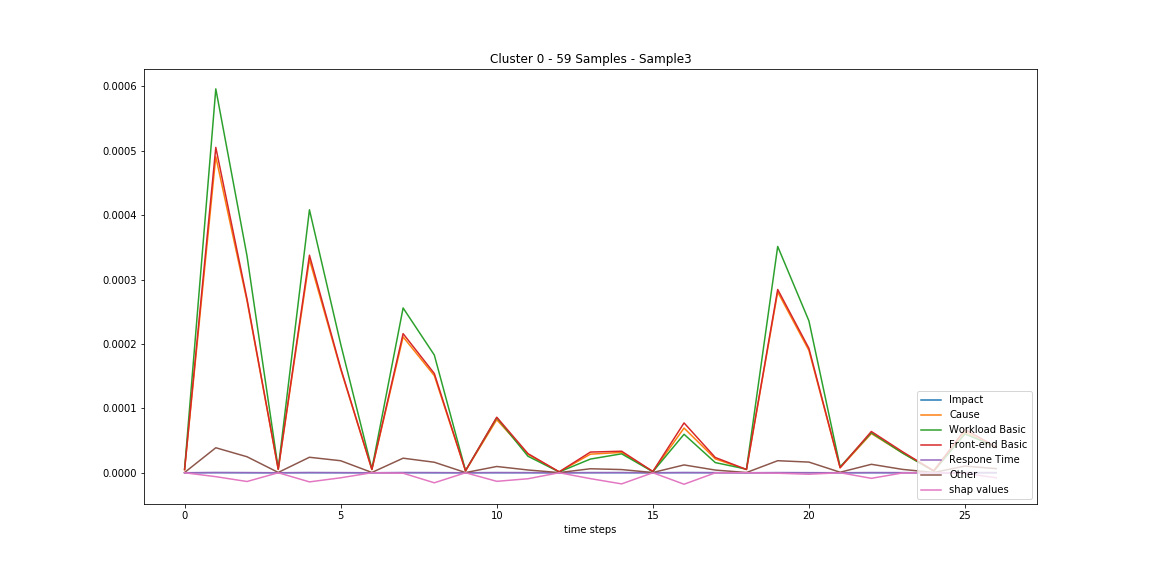 Cluster 0 - 59 Samples - Sample3
0.0006
0.0005
0.0004
0.0003
0.0002
0.0001
0.0000
Impact
Cause
Workload Basic
Front-end Basic
Respone Time
Other
shap values
0 5 10 15 20 25
time steps